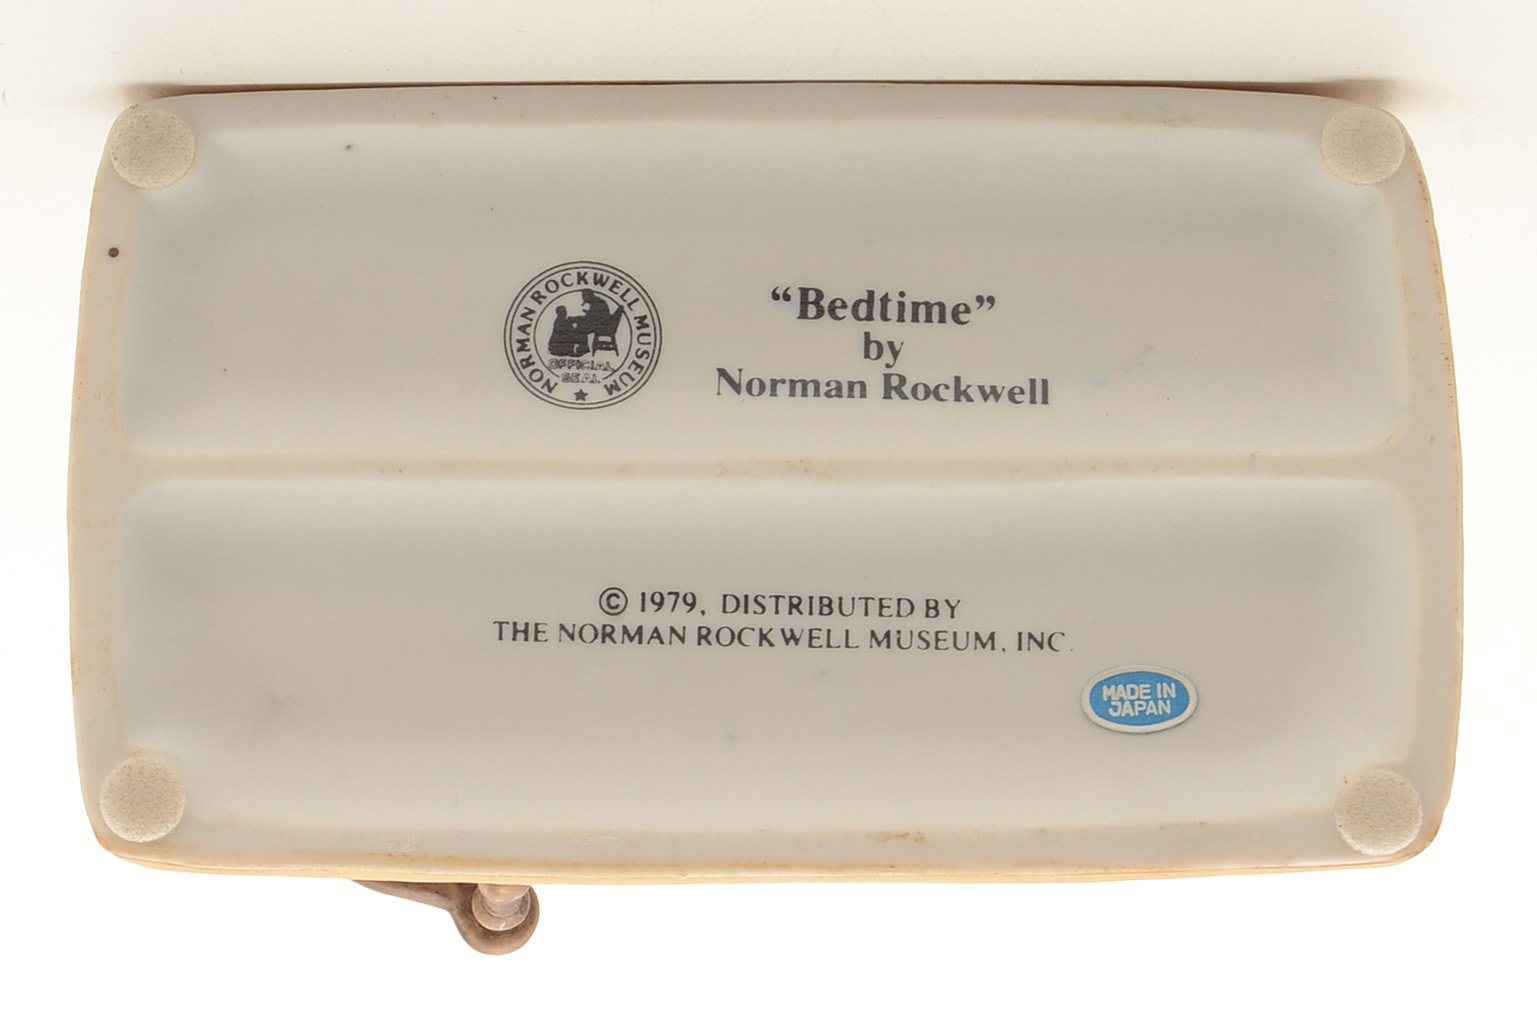 NORMAN ROCKWELL MUSEUM
OFFICIAL
SEAL
“Bedtime”
by
Norman Rockwell
© 1979, DISTRIBUTED BY
THE NORMAN ROCKWELL MUSEUM, INC.
MADE IN
JAPAN